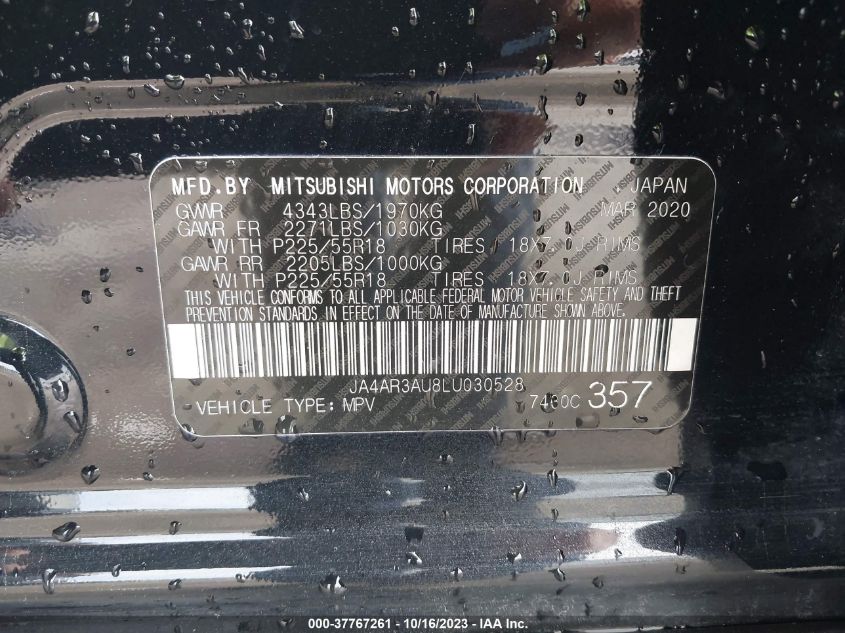 MFD.BY MITSUBISHI MOTORS CORPORATION JAPAN
GVWR 4343LBS/1970KG MAR 2020
GAWR FR 2271LBS/1030KG
WITH P225/55R18 TIRES/ 18X7.0J RIMS
GAWR RR 2205LBS/1000KG
WITH P225/55R18 TIRES/ 18X7.0J RIMS
THIS VEHICLE CONFORMS TO ALL APPLICABLE FEDERAL MOTOR VEHICLE SAFETY AND THEFT
PREVENTION STANDARDS IN EFFECT ON THE DATE OF MANUFACTURE SHOWN ABOVE.
JA4AR3AU8LU030528
VEHICLE TYPE: MPV 357
000-37767261 - 10/16/2023 - IAA Inc.